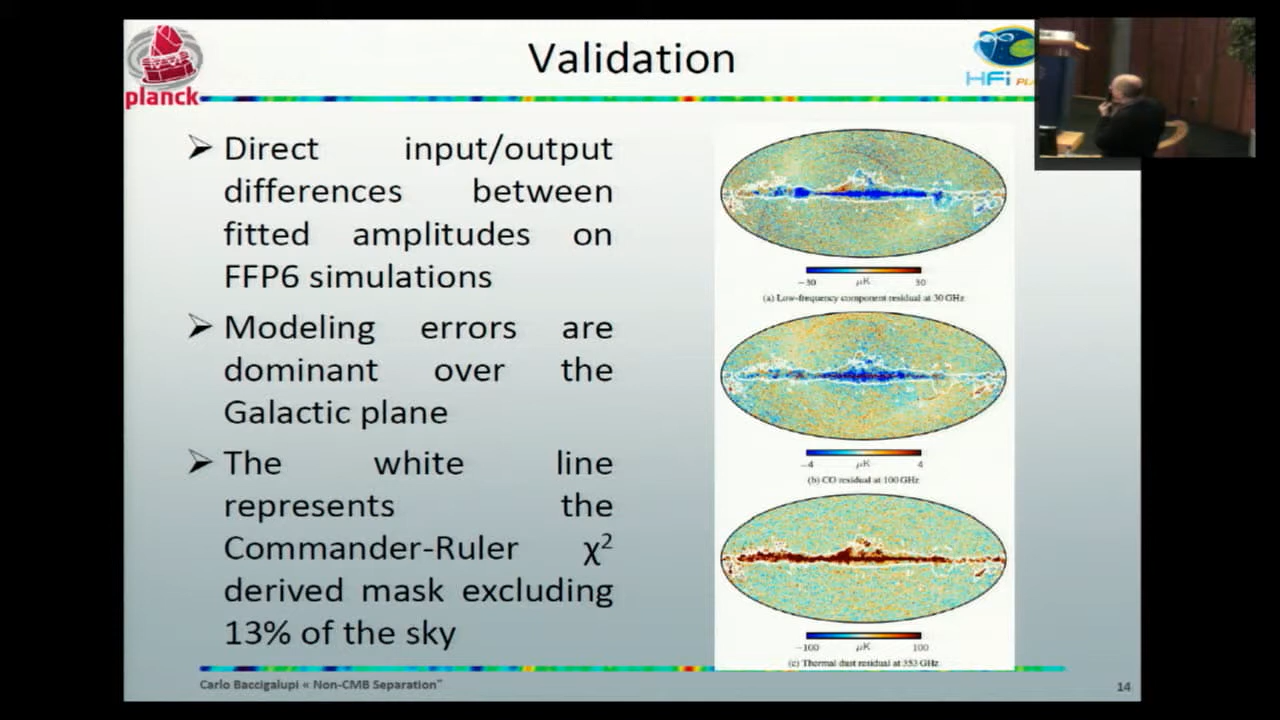 Validation
planck
HFi PL
Direct input/output
differences between
fitted amplitudes on
FFP6 simulations
Modeling errors are
dominant over the
Galactic plane
The white line
represents the
Commander-Ruler χ²
derived mask excluding
13% of the sky
−30 μK 30
(a) Low-frequency component residual at 30 GHz
−4 μK 4
(b) CO residual at 100 GHz
−100 μK 100
(c) Thermal dust residual at 353 GHz
Carlo Baccigalupi « Non-CMB Separation"
14